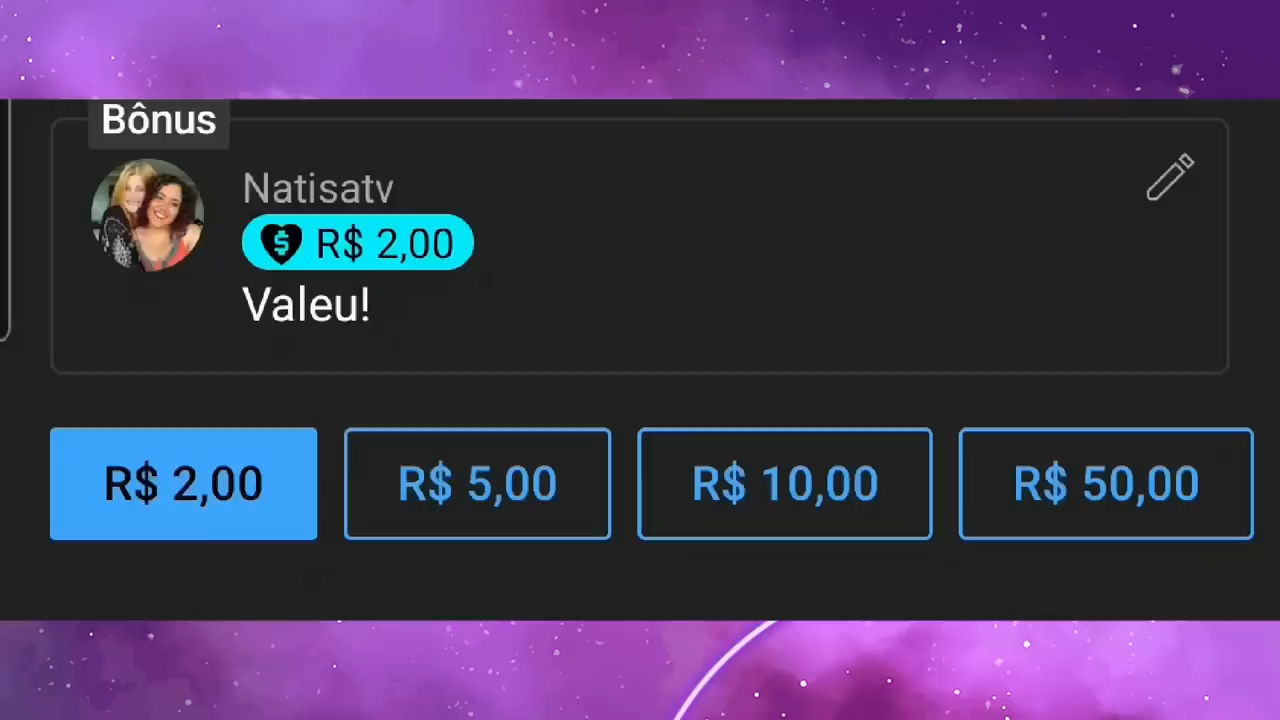 Bônus
Natisatv
R$ 2,00
Valeu!
R$ 2,00
R$ 5,00
R$ 10,00
R$ 50,00